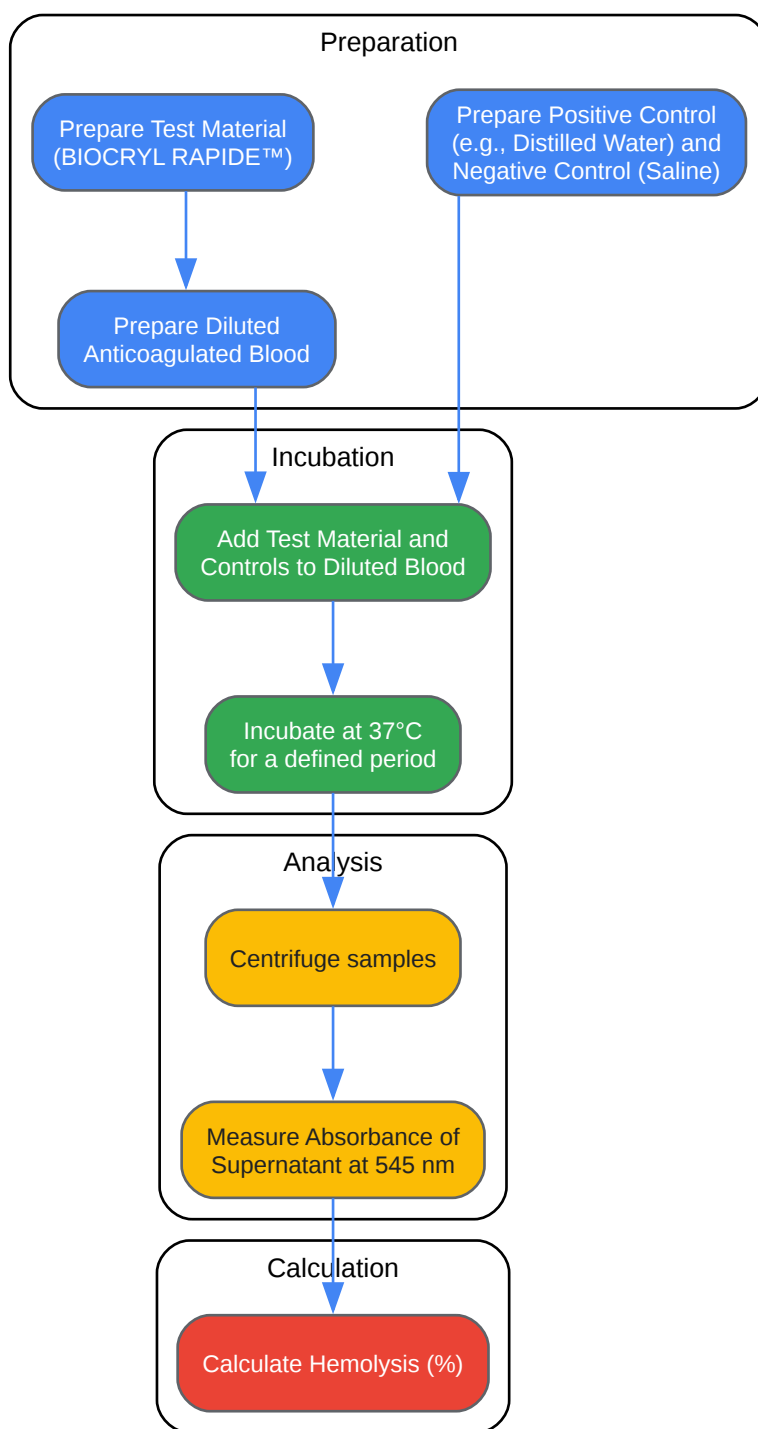 Preparation
Prepare Test Material
(BIOCRYL RAPIDE™)
Prepare Positive Control
(e.g., Distilled Water) and
Negative Control (Saline)
Prepare Diluted
Anticoagulated Blood
Incubation
Add Test Material and
Controls to Diluted Blood
Incubate at 37°C
for a defined period
Analysis
Centrifuge samples
Measure Absorbance of
Supernatant at 545 nm
Calculation
Calculate Hemolysis (%)